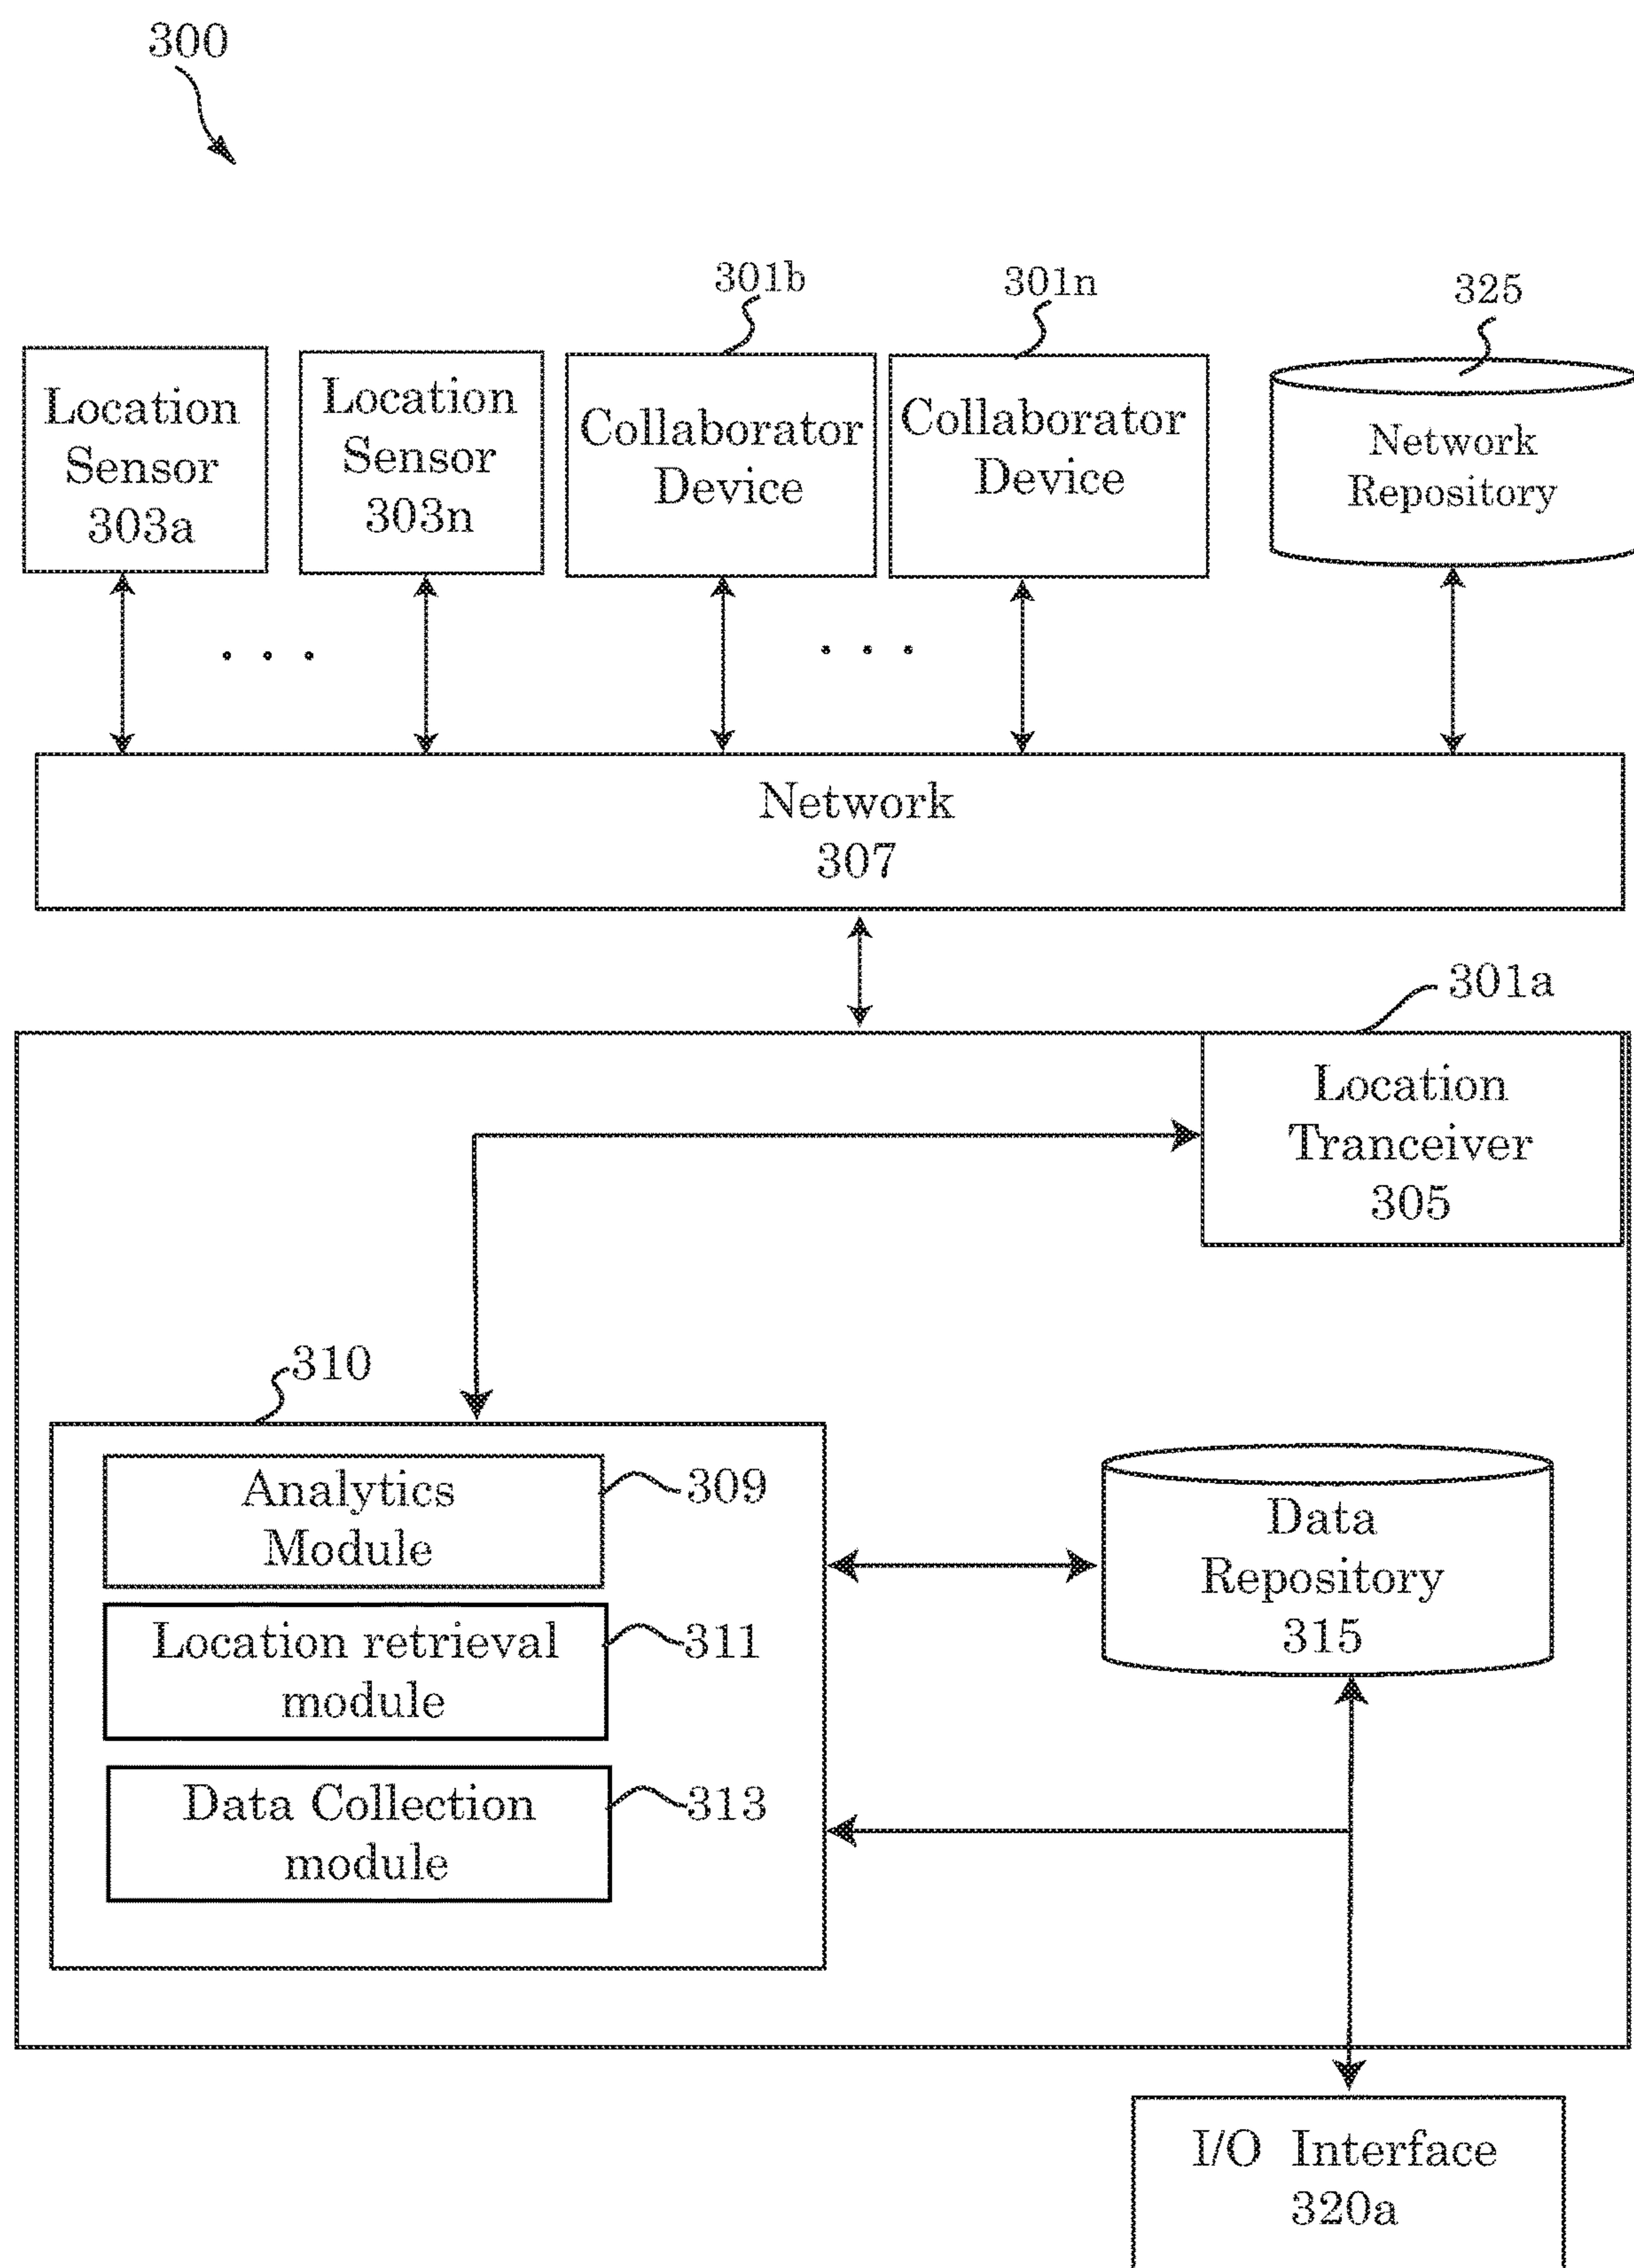 300
301b
301n
325
Location
Sensor
303a
Location
Sensor
303n
Collaborator
Device
Collaborator
Device
Network
Repository
Network
307
301a
Location
Tranceiver
305
310
Analytics
Module
309
Location retrieval
module
311
Data Collection
module
313
Data
Repository
315
I/O Interface
320a